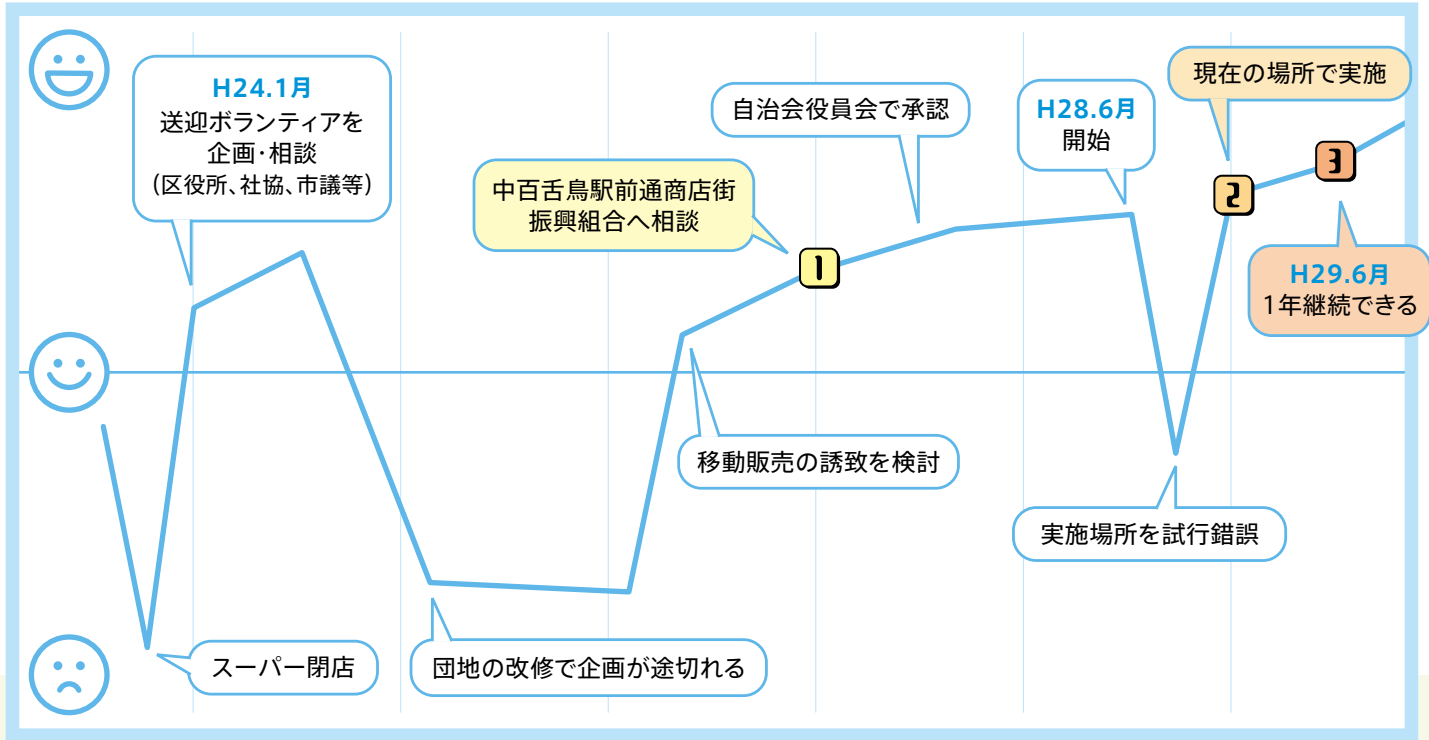 H24.1月
送迎ボランティアを
企画・相談
（区役所、社協、市議等）
スーパー閉店
団地の改修で企画が途切れる
移動販売の誘致を検討
中百舌鳥駅前通商店街
振興組合へ相談
1
自治会役員会で承認
H28.6月
開始
実施場所を試行錯誤
現在の場所で実施
2
3
H29.6月
1年継続できる